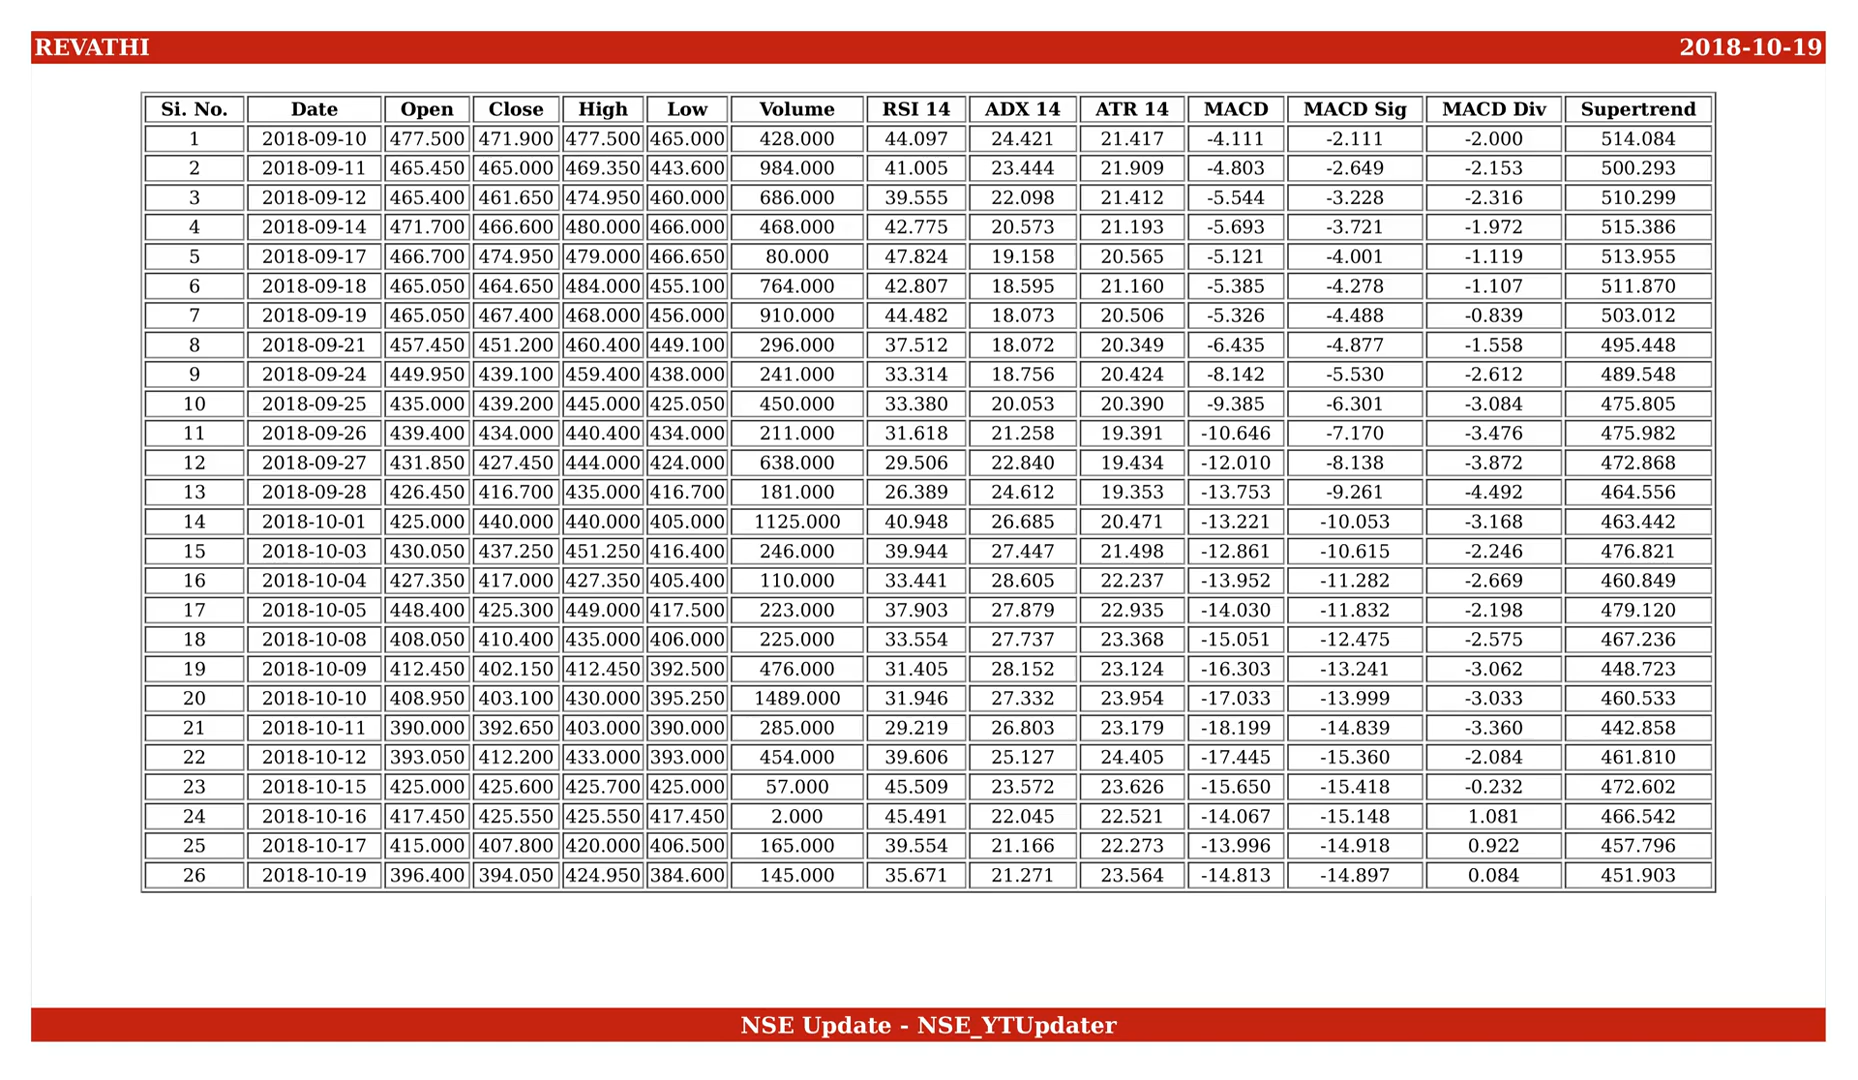 REVATHI 2018-10-19
Si. No. Date Open Close High Low Volume RSI 14 ADX 14 ATR 14 MACD MACD Sig MACD Div Supertrend
1 2018-09-10 477.500 471.900 477.500 465.000 428.000 44.097 24.421 21.417 -4.111 -2.111 -2.000 514.084
2 2018-09-11 465.450 465.000 469.350 443.600 984.000 41.005 23.444 21.909 -4.803 -2.649 -2.153 500.293
3 2018-09-12 465.400 461.650 474.950 460.000 686.000 39.555 22.098 21.412 -5.544 -3.228 -2.316 510.299
4 2018-09-14 471.700 466.600 480.000 466.000 468.000 42.775 20.573 21.193 -5.693 -3.721 -1.972 515.386
5 2018-09-17 466.700 474.950 479.000 466.650 80.000 47.824 19.158 20.565 -5.121 -4.001 -1.119 513.955
6 2018-09-18 465.050 464.650 484.000 455.100 764.000 42.807 18.595 21.160 -5.385 -4.278 -1.107 511.870
7 2018-09-19 465.050 467.400 468.000 456.000 910.000 44.482 18.073 20.506 -5.326 -4.488 -0.839 503.012
8 2018-09-21 457.450 451.200 460.400 449.100 296.000 37.512 18.072 20.349 -6.435 -4.877 -1.558 495.448
9 2018-09-24 449.950 439.100 459.400 438.000 241.000 33.314 18.756 20.424 -8.142 -5.530 -2.612 489.548
10 2018-09-25 435.000 439.200 445.000 425.050 450.000 33.380 20.053 20.390 -9.385 -6.301 -3.084 475.805
11 2018-09-26 439.400 434.000 440.400 434.000 211.000 31.618 21.258 19.391 -10.646 -7.170 -3.476 475.982
12 2018-09-27 431.850 427.450 444.000 424.000 638.000 29.506 22.840 19.434 -12.010 -8.138 -3.872 472.868
13 2018-09-28 426.450 416.700 435.000 416.700 181.000 26.389 24.612 19.353 -13.753 -9.261 -4.492 464.556
14 2018-10-01 425.000 440.000 440.000 405.000 1125.000 40.948 26.685 20.471 -13.221 -10.053 -3.168 463.442
15 2018-10-03 430.050 437.250 451.250 416.400 246.000 39.944 27.447 21.498 -12.861 -10.615 -2.246 476.821
16 2018-10-04 427.350 417.000 427.350 405.400 110.000 33.441 28.605 22.237 -13.952 -11.282 -2.669 460.849
17 2018-10-05 448.400 425.300 449.000 417.500 223.000 37.903 27.879 22.935 -14.030 -11.832 -2.198 479.120
18 2018-10-08 408.050 410.400 435.000 406.000 225.000 33.554 27.737 23.368 -15.051 -12.475 -2.575 467.236
19 2018-10-09 412.450 402.150 412.450 392.500 476.000 31.405 28.152 23.124 -16.303 -13.241 -3.062 448.723
20 2018-10-10 408.950 403.100 430.000 395.250 1489.000 31.946 27.332 23.954 -17.033 -13.999 -3.033 460.533
21 2018-10-11 390.000 392.650 403.000 390.000 285.000 29.219 26.803 23.179 -18.199 -14.839 -3.360 442.858
22 2018-10-12 393.050 412.200 433.000 393.000 454.000 39.606 25.127 24.405 -17.445 -15.360 -2.084 461.810
23 2018-10-15 425.000 425.600 425.700 425.000 57.000 45.509 23.572 23.626 -15.650 -15.418 -0.232 472.602
24 2018-10-16 417.450 425.550 425.550 417.450 2.000 45.491 22.045 22.521 -14.067 -15.148 1.081 466.542
25 2018-10-17 415.000 407.800 420.000 406.500 165.000 39.554 21.166 22.273 -13.996 -14.918 0.922 457.796
26 2018-10-19 396.400 394.050 424.950 384.600 145.000 35.671 21.271 23.564 -14.813 -14.897 0.084 451.903
NSE Update - NSE_YTUpdater